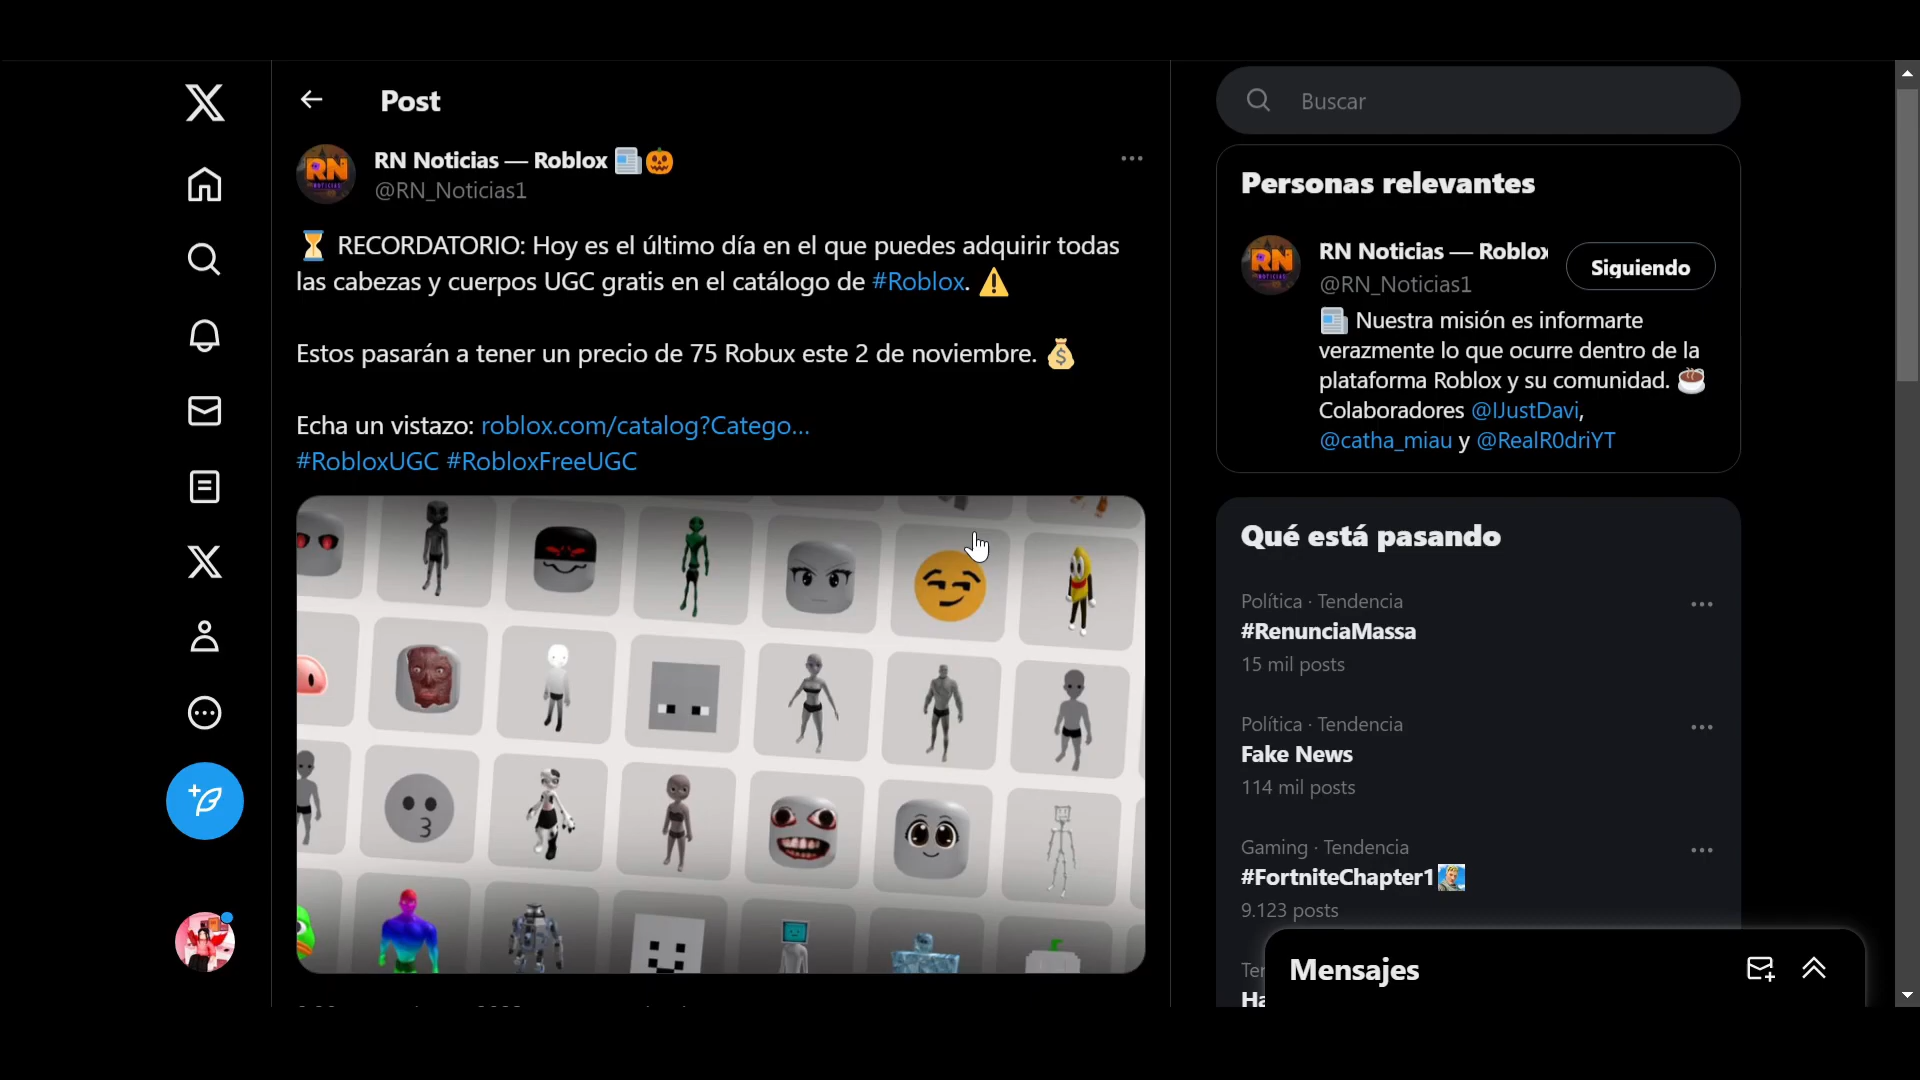 Post
Buscar
RN Noticias — Roblox 📰🎃
@RN_Noticias1
⏳ RECORDATORIO: Hoy es el último día en el que puedes adquirir todas
las cabezas y cuerpos UGC gratis en el catálogo de #Roblox. ⚠️
Estos pasarán a tener un precio de 75 Robux este 2 de noviembre. 💰
Echa un vistazo: roblox.com/catalog?Catego…
#RobloxUGC #RobloxFreeUGC
Personas relevantes
RN Noticias — Roblox
@RN_Noticias1
Siguiendo
📰 Nuestra misión es informarte
verazmente lo que ocurre dentro de la
plataforma Roblox y su comunidad. ☕
Colaboradores @IJustDavi,
@catha_miau y @RealR0driYT
Qué está pasando
Política · Tendencia
#RenunciaMassa
15 mil posts
Política · Tendencia
Fake News
114 mil posts
Gaming · Tendencia
#FortniteChapter1
9.123 posts
Mensajes